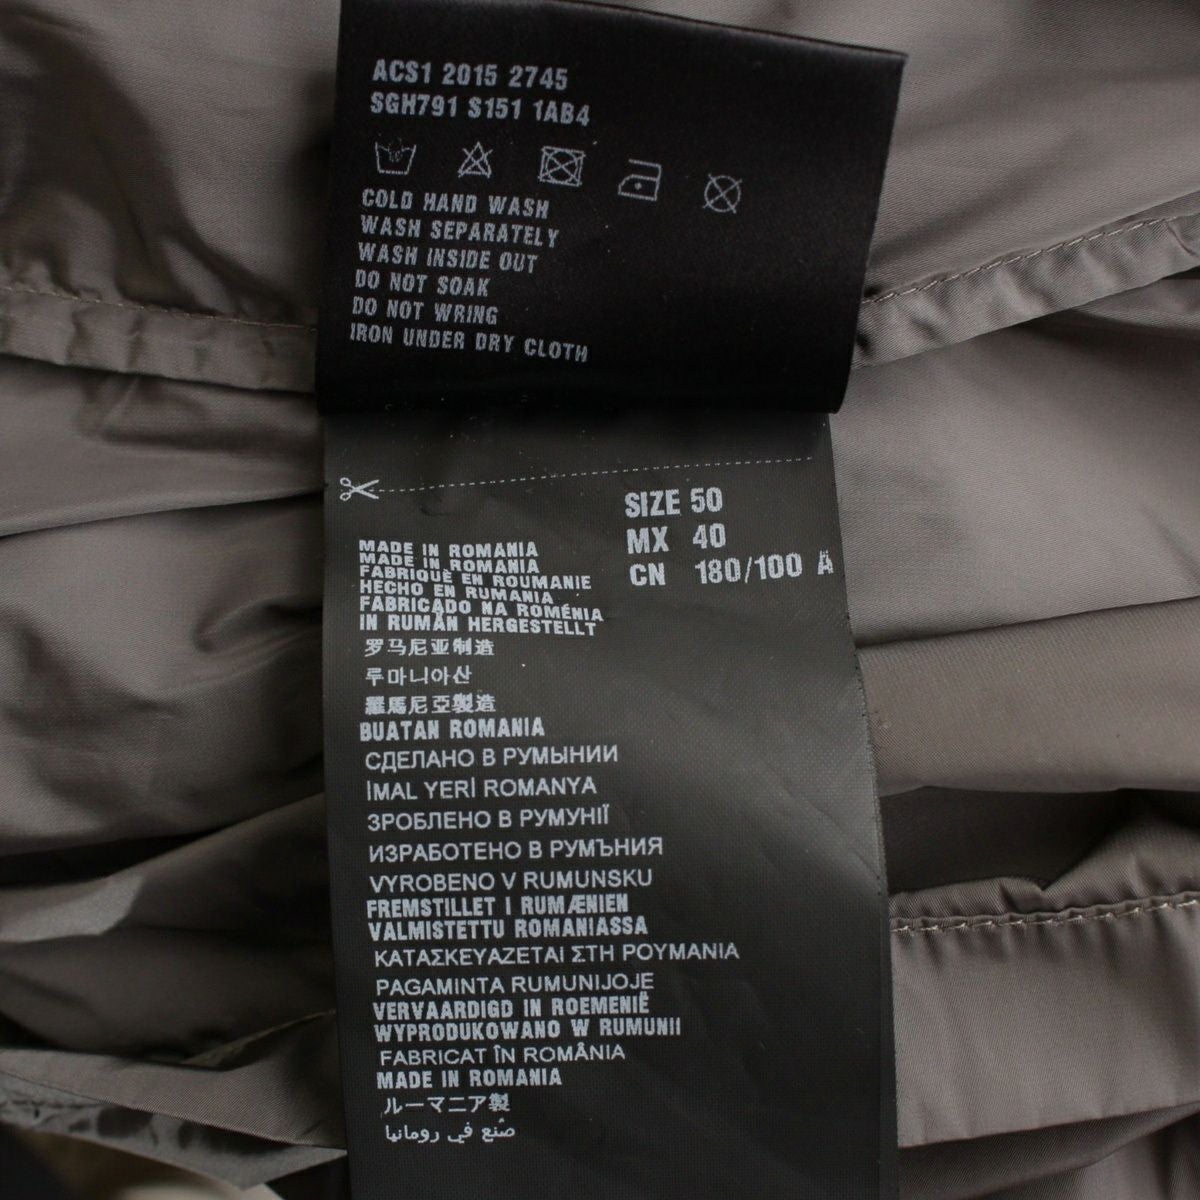 ACS1 2015 2745
SGH791 S151 1AB4
COLD HAND WASH
WASH SEPARATELY
WASH INSIDE OUT
DO NOT SOAK
DO NOT WRING
IRON UNDER DRY CLOTH
SIZE 50
MX 40
CN 180/100 A
MADE IN ROMANIA
MADE IN ROMANIA
FABRIQUÈ EN ROUMANIE
HECHO EN RUMANIA
FABRICADO NA ROMÉNIA
IN RUMÄN HERGESTELLT
罗马尼亚制造
루마니아산
羅馬尼亞製造
BUATAN ROMANIA
СДЕЛАНО В РУМЫНИИ
İMAL YERİ ROMANYA
ЗРОБЛЕНО В РУМУНІЇ
ИЗРАБОТЕНО В РУМЪНИЯ
VYROBENO V RUMUNSKU
FREMSTILLET I RUMÆNIEN
VALMISTETTU ROMANIASSA
ΚΑΤΑΣΚΕΥΑΖΕΤΑΙ ΣΤΗ ΡΟΥΜΑΝΙΑ
PAGAMINTA RUMUNIJOJE
VERVAARDIGD IN ROEMENIË
WYPRODUKOWANO W RUMUNII
FABRICAT ÎN ROMÂNIA
MADE IN ROMANIA
ルーマニア製
صُنع في رومانيا